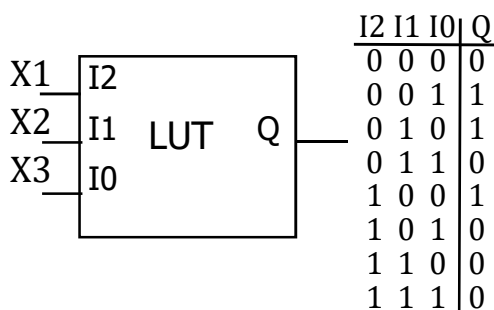 X1
X2
X3
I2
I1
I0
LUT
Q
I2 I1 I0 Q
0 0 0 0
0 0 1 1
0 1 0 1
0 1 1 0
1 0 0 1
1 0 1 0
1 1 0 0
1 1 1 0